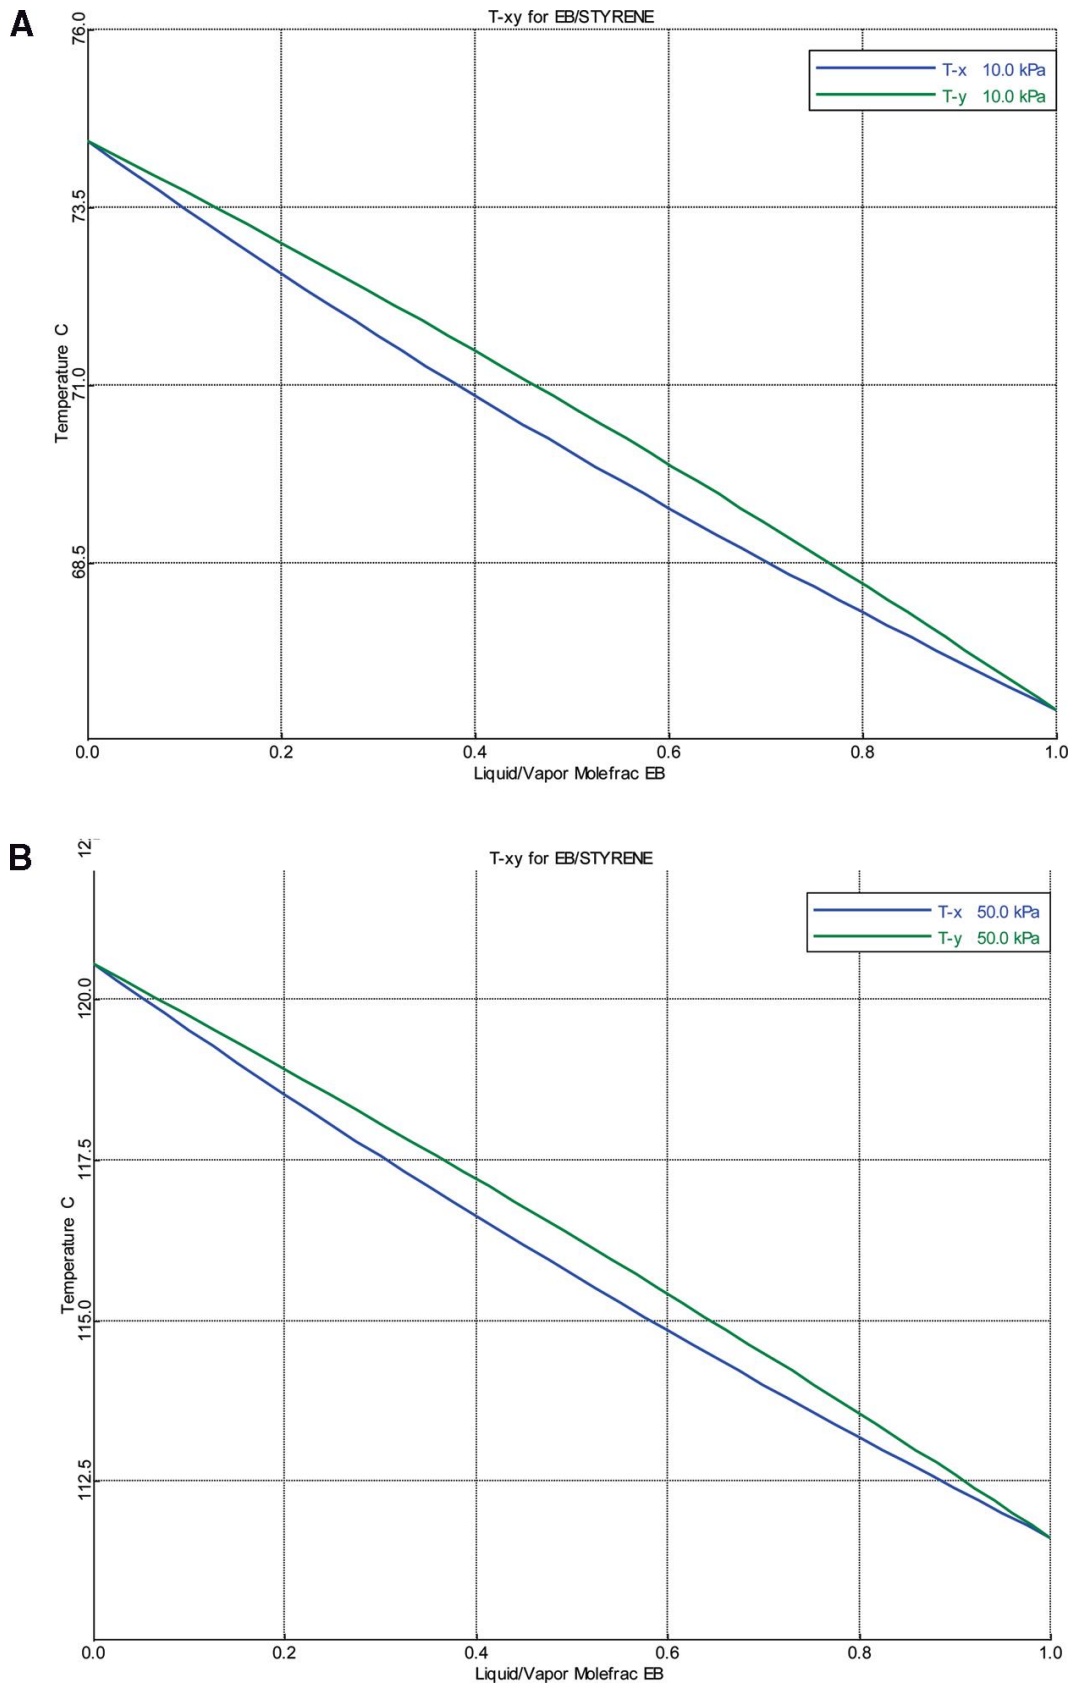 A
T-xy for EB/STYRENE
76.0
T-x 10.0 kPa
T-y 10.0 kPa
73.5
71.0
68.5
Temperature C
0.0 0.2 0.4 0.6 0.8 1.0
Liquid/Vapor Molefrac EB
B
12
T-xy for EB/STYRENE
T-x 50.0 kPa
T-y 50.0 kPa
120.0
117.5
115.0
112.5
Temperature C
0.0 0.2 0.4 0.6 0.8 1.0
Liquid/Vapor Molefrac EB